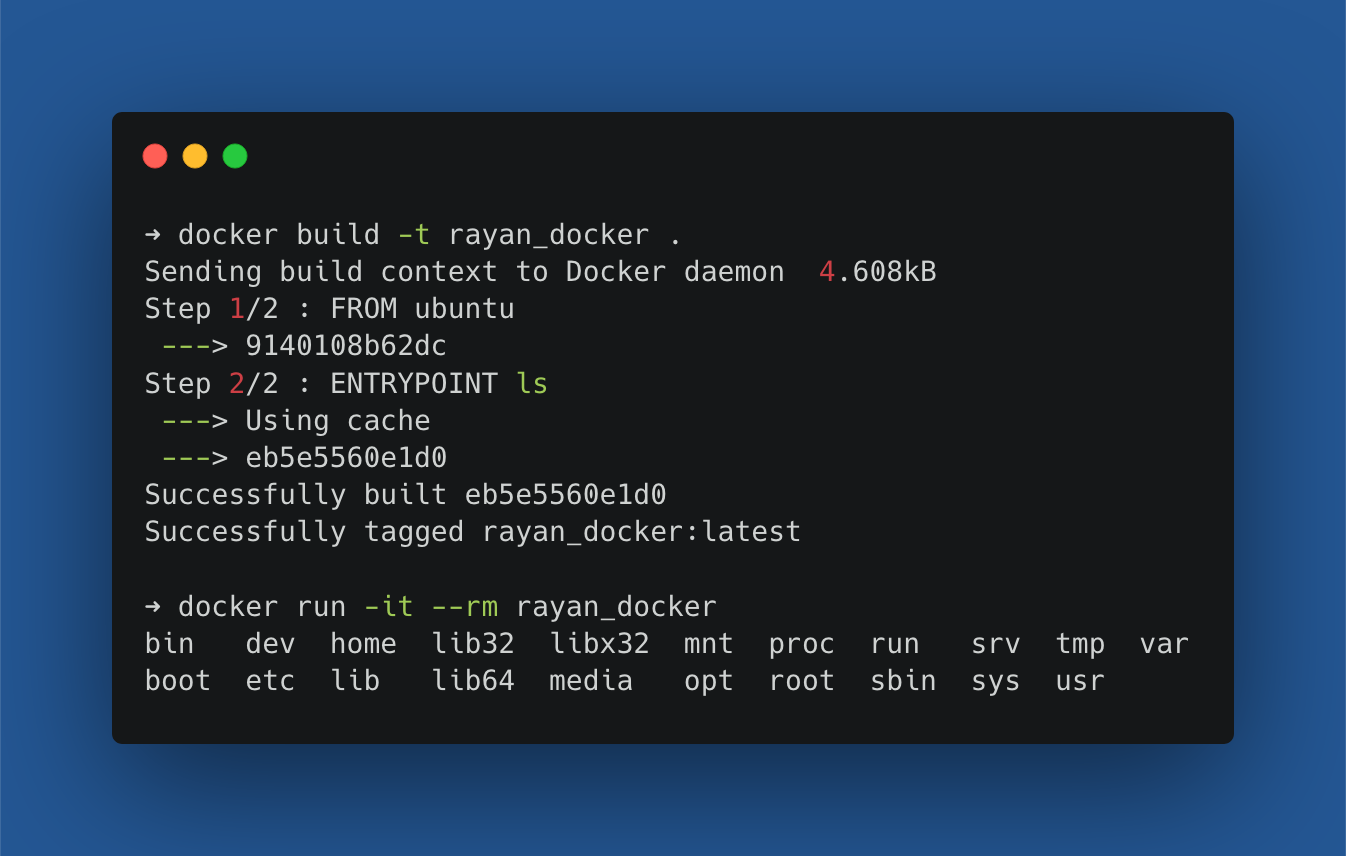 ➜ docker build -t rayan_docker .
Sending build context to Docker daemon  4.608kB
Step 1/2 : FROM ubuntu
 ---> 9140108b62dc
Step 2/2 : ENTRYPOINT ls
 ---> Using cache
 ---> eb5e5560e1d0
Successfully built eb5e5560e1d0
Successfully tagged rayan_docker:latest

➜ docker run -it --rm rayan_docker
bin   dev  home  lib32  libx32  mnt  proc  run   srv  tmp  var
boot  etc  lib   lib64  media   opt  root  sbin  sys  usr